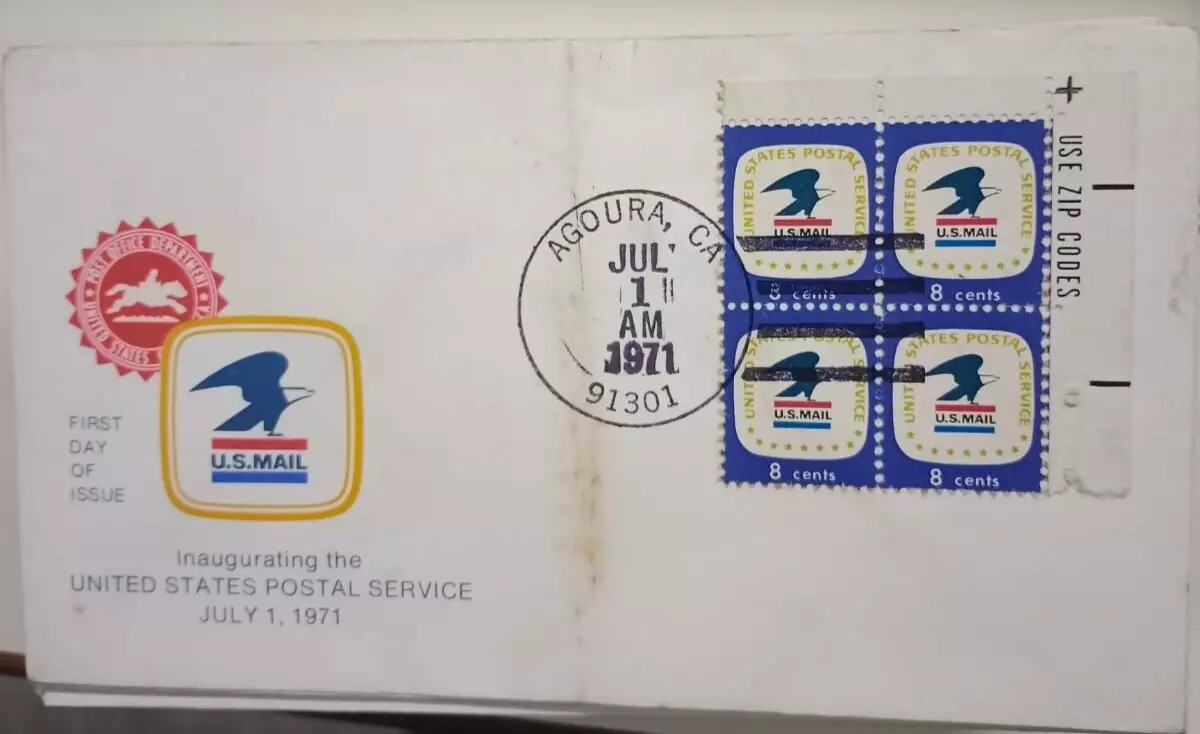 UNITED STATES POST OFFICE DEPARTMENT
U.S.MAIL
FIRST
DAY
OF
ISSUE
Inaugurating the
UNITED STATES POSTAL SERVICE
JULY 1, 1971
AGOURA, CA
JUL
1
AM
1971
91301
UNITED STATES POSTAL SERVICE
U.S.MAIL
8 cents
UNITED STATES POSTAL SERVICE
U.S.MAIL
8 cents
UNITED STATES POSTAL SERVICE
U.S.MAIL
8 cents
UNITED STATES POSTAL SERVICE
U.S.MAIL
8 cents
USE ZIP CODES